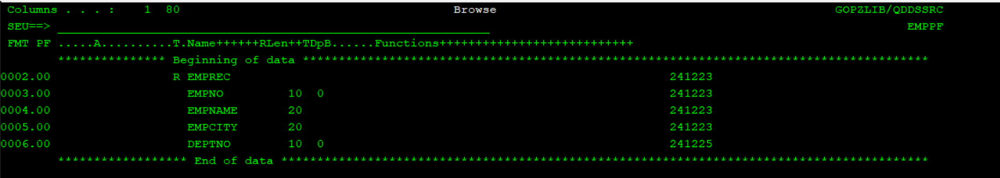 Columns . . . :    1  80                                      Browse                                               GOPZLIB/QDDSSRC
SEU==> ____________________________________________________________                                                          EMPPF
FMT PF .....A..........T.Name++++++RLen++TDpB......Functions+++++++++++++++++++++++++++
*************** Beginning of data ***************************************************************************************
0002.00                 R EMPREC                                                             241223
0003.00                   EMPNO         10  0                                                241223
0004.00                   EMPNAME       20                                                   241223
0005.00                   EMPCITY       20                                                   241223
0006.00                   DEPTNO        10  0                                                241225
****************** End of data ******************************************************************************************